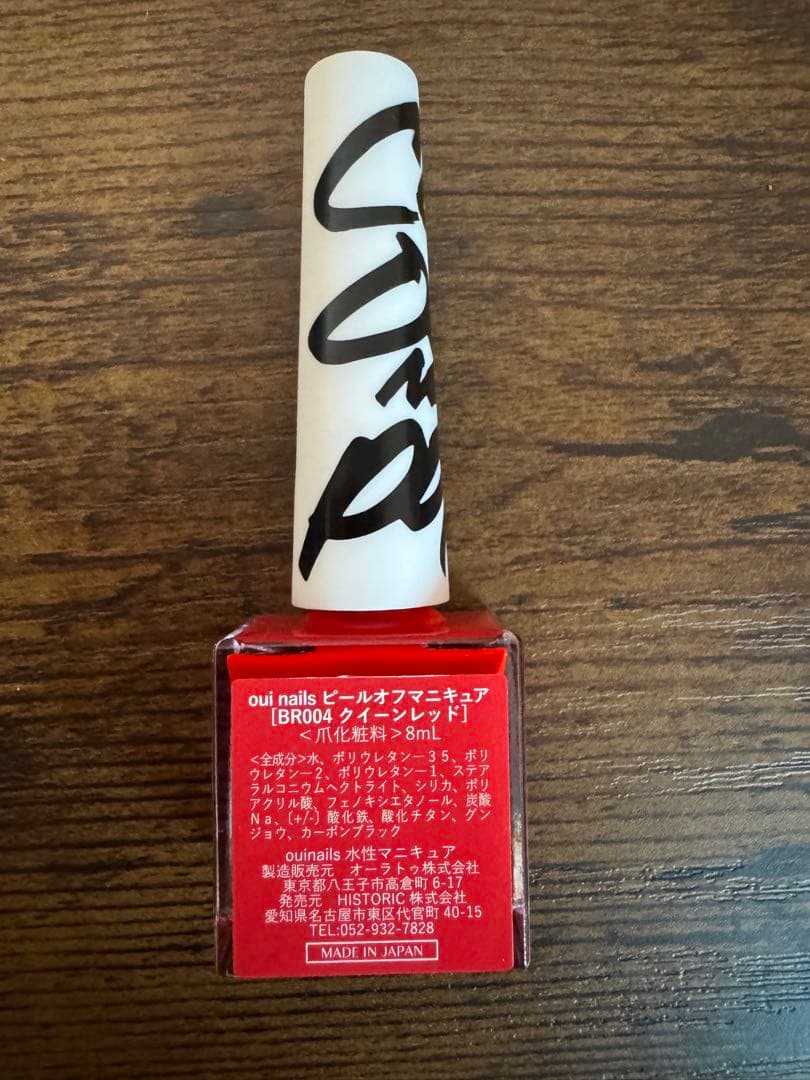 oui nails ピールオフマニキュア
[BR004 クイーンレッド]
＜爪化粧料＞8mL
<全成分>水、ポリウレタン―３５、ポリ
ウレタン―２、ポリウレタン―１、ステア
ラルコニウムヘクトライト、シリカ、ポリ
アクリル酸、フェノキシエタノール、炭酸
Ｎａ、〔+/-〕酸化鉄、酸化チタン、グン
ジョウ、カーボンブラック
ouinails 水性マニキュア
製造販売元　オーラトゥ株式会社
東京都八王子市高倉町 6-17
発売元　HISTORIC 株式会社
愛知県名古屋市東区代官町 40-15
TEL:052-932-7828
MADE IN JAPAN